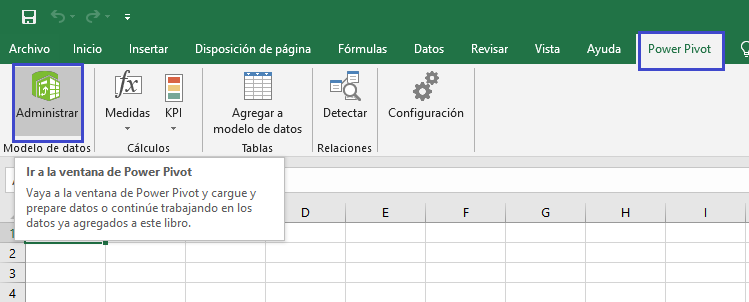 Archivo Inicio Insertar Disposición de página Fórmulas Datos Revisar Vista Ayuda Power Pivot
Administrar
Modelo de datos
Medidas KPI
Cálculos
Agregar a
modelo de datos
Tablas
Detectar
Relaciones
Configuración
Ir a la ventana de Power Pivot
Vaya a la ventana de Power Pivot y cargue y
prepare datos o continúe trabajando en los
datos ya agregados a este libro.
D E F G H I
1
2
3
4